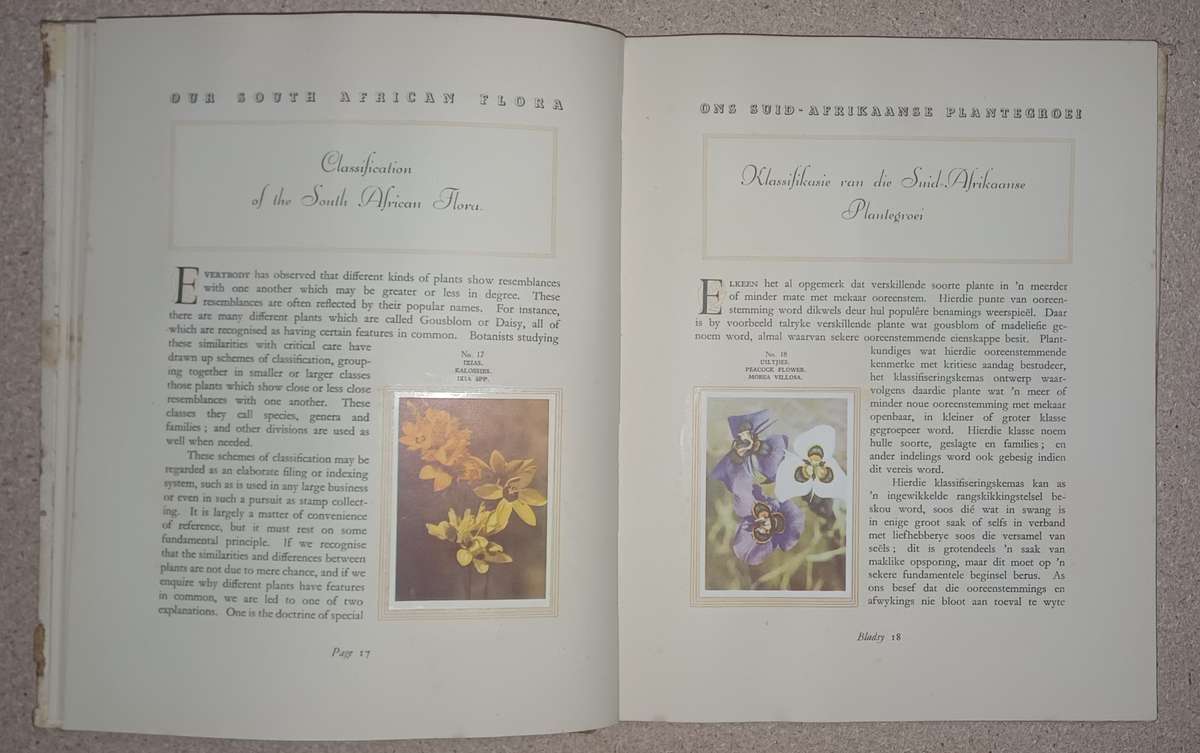 OUR SOUTH AFRICAN FLORA
Classification
of the South African Flora.
EVERYBODY has observed that different kinds of plants show resemblances
with one another which may be greater or less in degree. These
resemblances are often reflected by their popular names. For instance,
there are many different plants which are called Gousblom or Daisy, all of
which are recognised as having certain features in common. Botanists studying
these similarities with critical care have
drawn up schemes of classification, group-
ing together in smaller or larger classes
those plants which show close or less close
resemblances with one another. These
classes they call species, genera and
families; and other divisions are used as
well when needed.
These schemes of classification may be
regarded as an elaborate filing or indexing
system, such as is used in any large business
or even in such a pursuit as stamp collect-
ing. It is largely a matter of convenience
of reference, but it must rest on some
fundamental principle. If we recognise
that the similarities and differences between
plants are not due to mere chance, and if we
enquire why different plants have features
in common, we are led to one of two
explanations. One is the doctrine of special
No. 17
IXIAS.
KALOSSIES.
IXIA SPP.
Page 17
ONS SUID-AFRIKAANSE PLANTEGROEI
Klassifikasie van die Suid-Afrikaanse
Plantegroei
ELKEEN het al opgemerk dat verskillende soorte plante in 'n meerder
of minder mate met mekaar ooreenstem. Hierdie punte van ooreen-
stemming word dikwels deur hul populêre benamings weerspieël. Daar
is by voorbeeld talryke verskillende plante wat gousblom of madeliefie ge-
noem word, almal waarvan sekere ooreenstemmende eienskappe besit. Plant-
kundiges wat hierdie ooreenstemmende
kenmerke met kritiese aandag bestudeer,
het klassifiseringskemas ontwerp waar-
volgens daardie plante wat 'n meer of
minder noue ooreenstemming met mekaar
openbaar, in kleiner of groter klasse
gegroepeer word. Hierdie klasse noem
hulle soorte, geslagte en families; en
ander indelings word ook gebesig indien
dit vereis word.
Hierdie klassifiseringskemas kan as
'n ingewikkelde rangskikkingstelsel be-
skou word, soos dié wat in swang is
in enige groot saak of selfs in verband
met liefhebberye soos die versamel van
seëls; dit is grotendeels 'n saak van
maklike opsporing, maar dit moet op 'n
sekere fundamentele beginsel berus. As
ons besef dat die ooreenstemmings en
afwykings nie bloot aan toeval te wyte
No. 18
UILTJIES.
PEACOCK FLOWER.
MOREA VILLOSA.
Bladsy 18